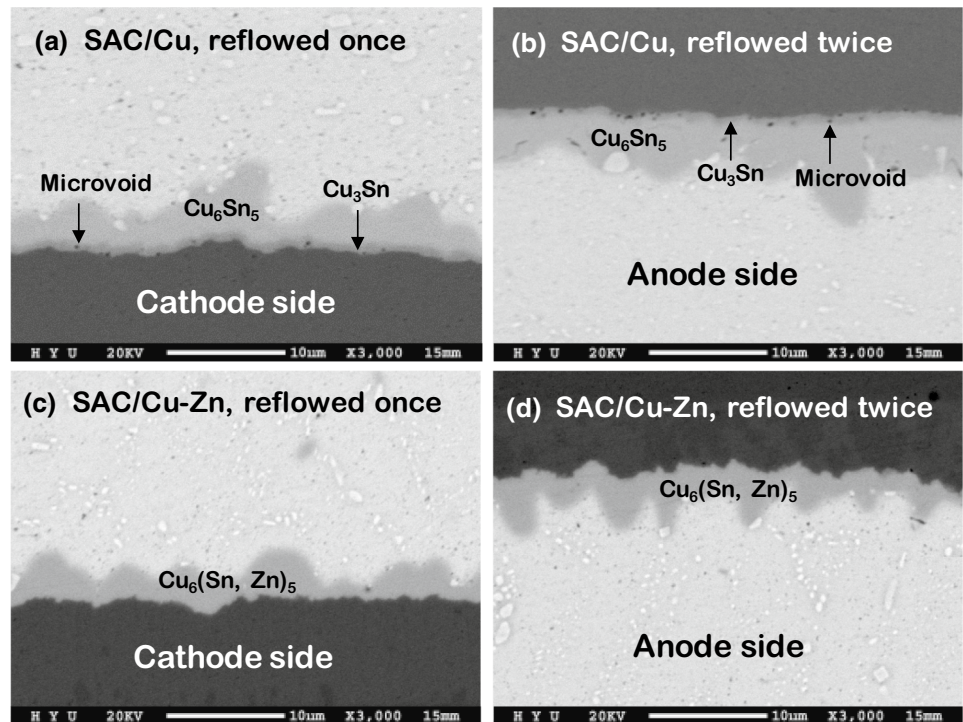 (a) SAC/Cu, reflowed once
Microvoid
Cu₆Sn₅
Cu₃Sn
Cathode side
H Y U 20KV 10um X3,000 15mm
(b) SAC/Cu, reflowed twice
Cu₆Sn₅
Cu₃Sn
Microvoid
Anode side
H Y U 20KV 10um X3,000 15mm
(c) SAC/Cu-Zn, reflowed once
Cu₆(Sn, Zn)₅
Cathode side
H Y U 20KV 10um X3,000 15mm
(d) SAC/Cu-Zn, reflowed twice
Cu₆(Sn, Zn)₅
Anode side
H Y U 20KV 10um X3,000 15mm